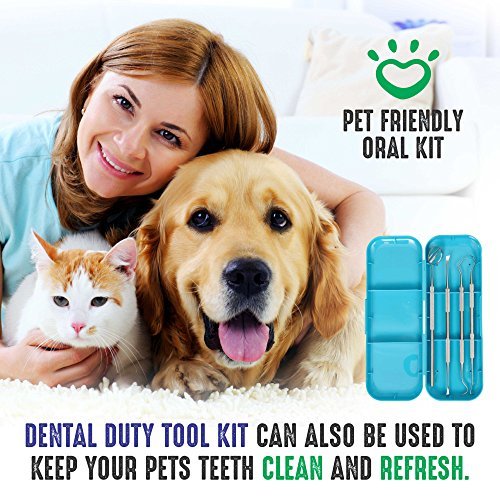 PET FRIENDLY
ORAL KIT
DENTAL DUTY TOOL KIT CAN ALSO BE USED TO
KEEP YOUR PETS TEETH CLEAN AND REFRESH.